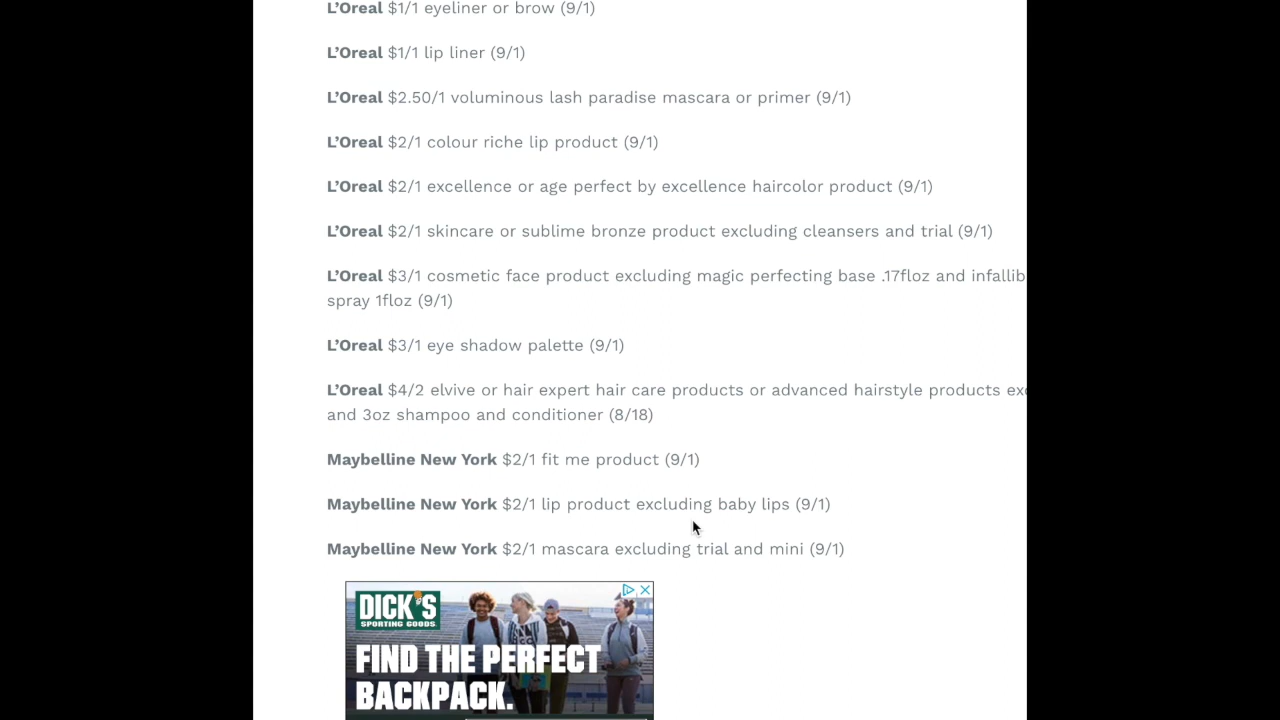 L'Oreal $1/1 eyeliner or brow (9/1)
L'Oreal $1/1 lip liner (9/1)
L'Oreal $2.50/1 voluminous lash paradise mascara or primer (9/1)
L'Oreal $2/1 colour riche lip product (9/1)
L'Oreal $2/1 excellence or age perfect by excellence haircolor product (9/1)
L'Oreal $2/1 skincare or sublime bronze product excluding cleansers and trial (9/1)
L'Oreal $3/1 cosmetic face product excluding magic perfecting base .17floz and infallib
spray 1floz (9/1)
L'Oreal $3/1 eye shadow palette (9/1)
L'Oreal $4/2 elvive or hair expert hair care products or advanced hairstyle products exc
and 3oz shampoo and conditioner (8/18)
Maybelline New York $2/1 fit me product (9/1)
Maybelline New York $2/1 lip product excluding baby lips (9/1)
Maybelline New York $2/1 mascara excluding trial and mini (9/1)
DICK'S
SPORTING GOODS
FIND THE PERFECT
BACKPACK.